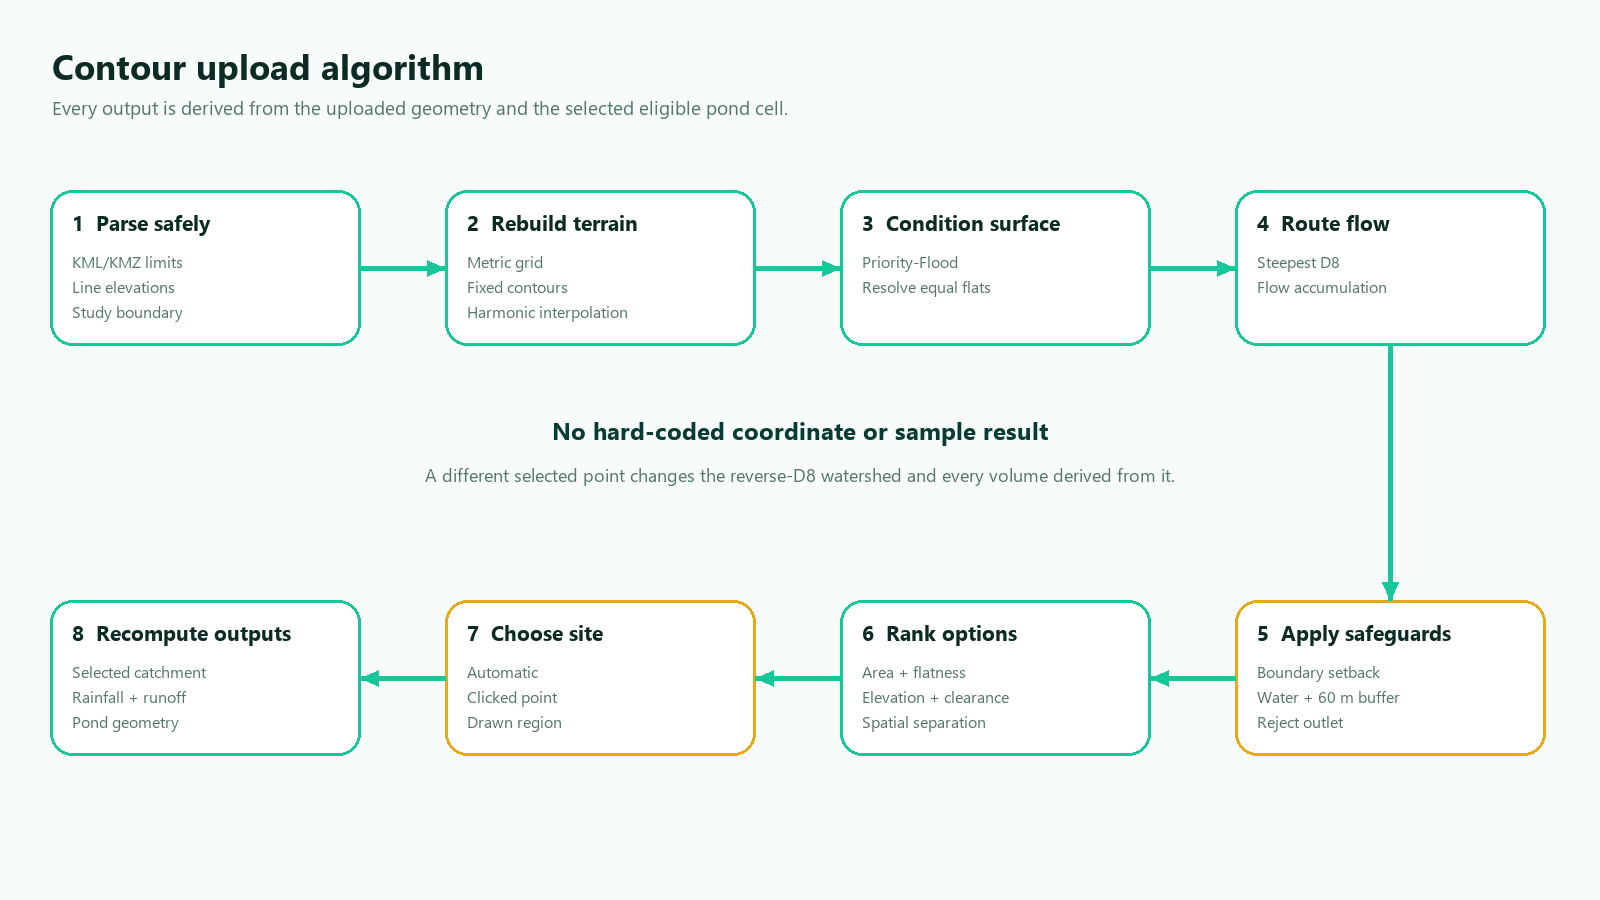 Contour upload algorithm
Every output is derived from the uploaded geometry and the selected eligible pond cell.
1 Parse safely
KML/KMZ limits
Line elevations
Study boundary
2 Rebuild terrain
Metric grid
Fixed contours
Harmonic interpolation
3 Condition surface
Priority-Flood
Resolve equal flats
4 Route flow
Steepest D8
Flow accumulation
No hard-coded coordinate or sample result
A different selected point changes the reverse-D8 watershed and every volume derived from it.
5 Apply safeguards
Boundary setback
Water + 60 m buffer
Reject outlet
6 Rank options
Area + flatness
Elevation + clearance
Spatial separation
7 Choose site
Automatic
Clicked point
Drawn region
8 Recompute outputs
Selected catchment
Rainfall + runoff
Pond geometry